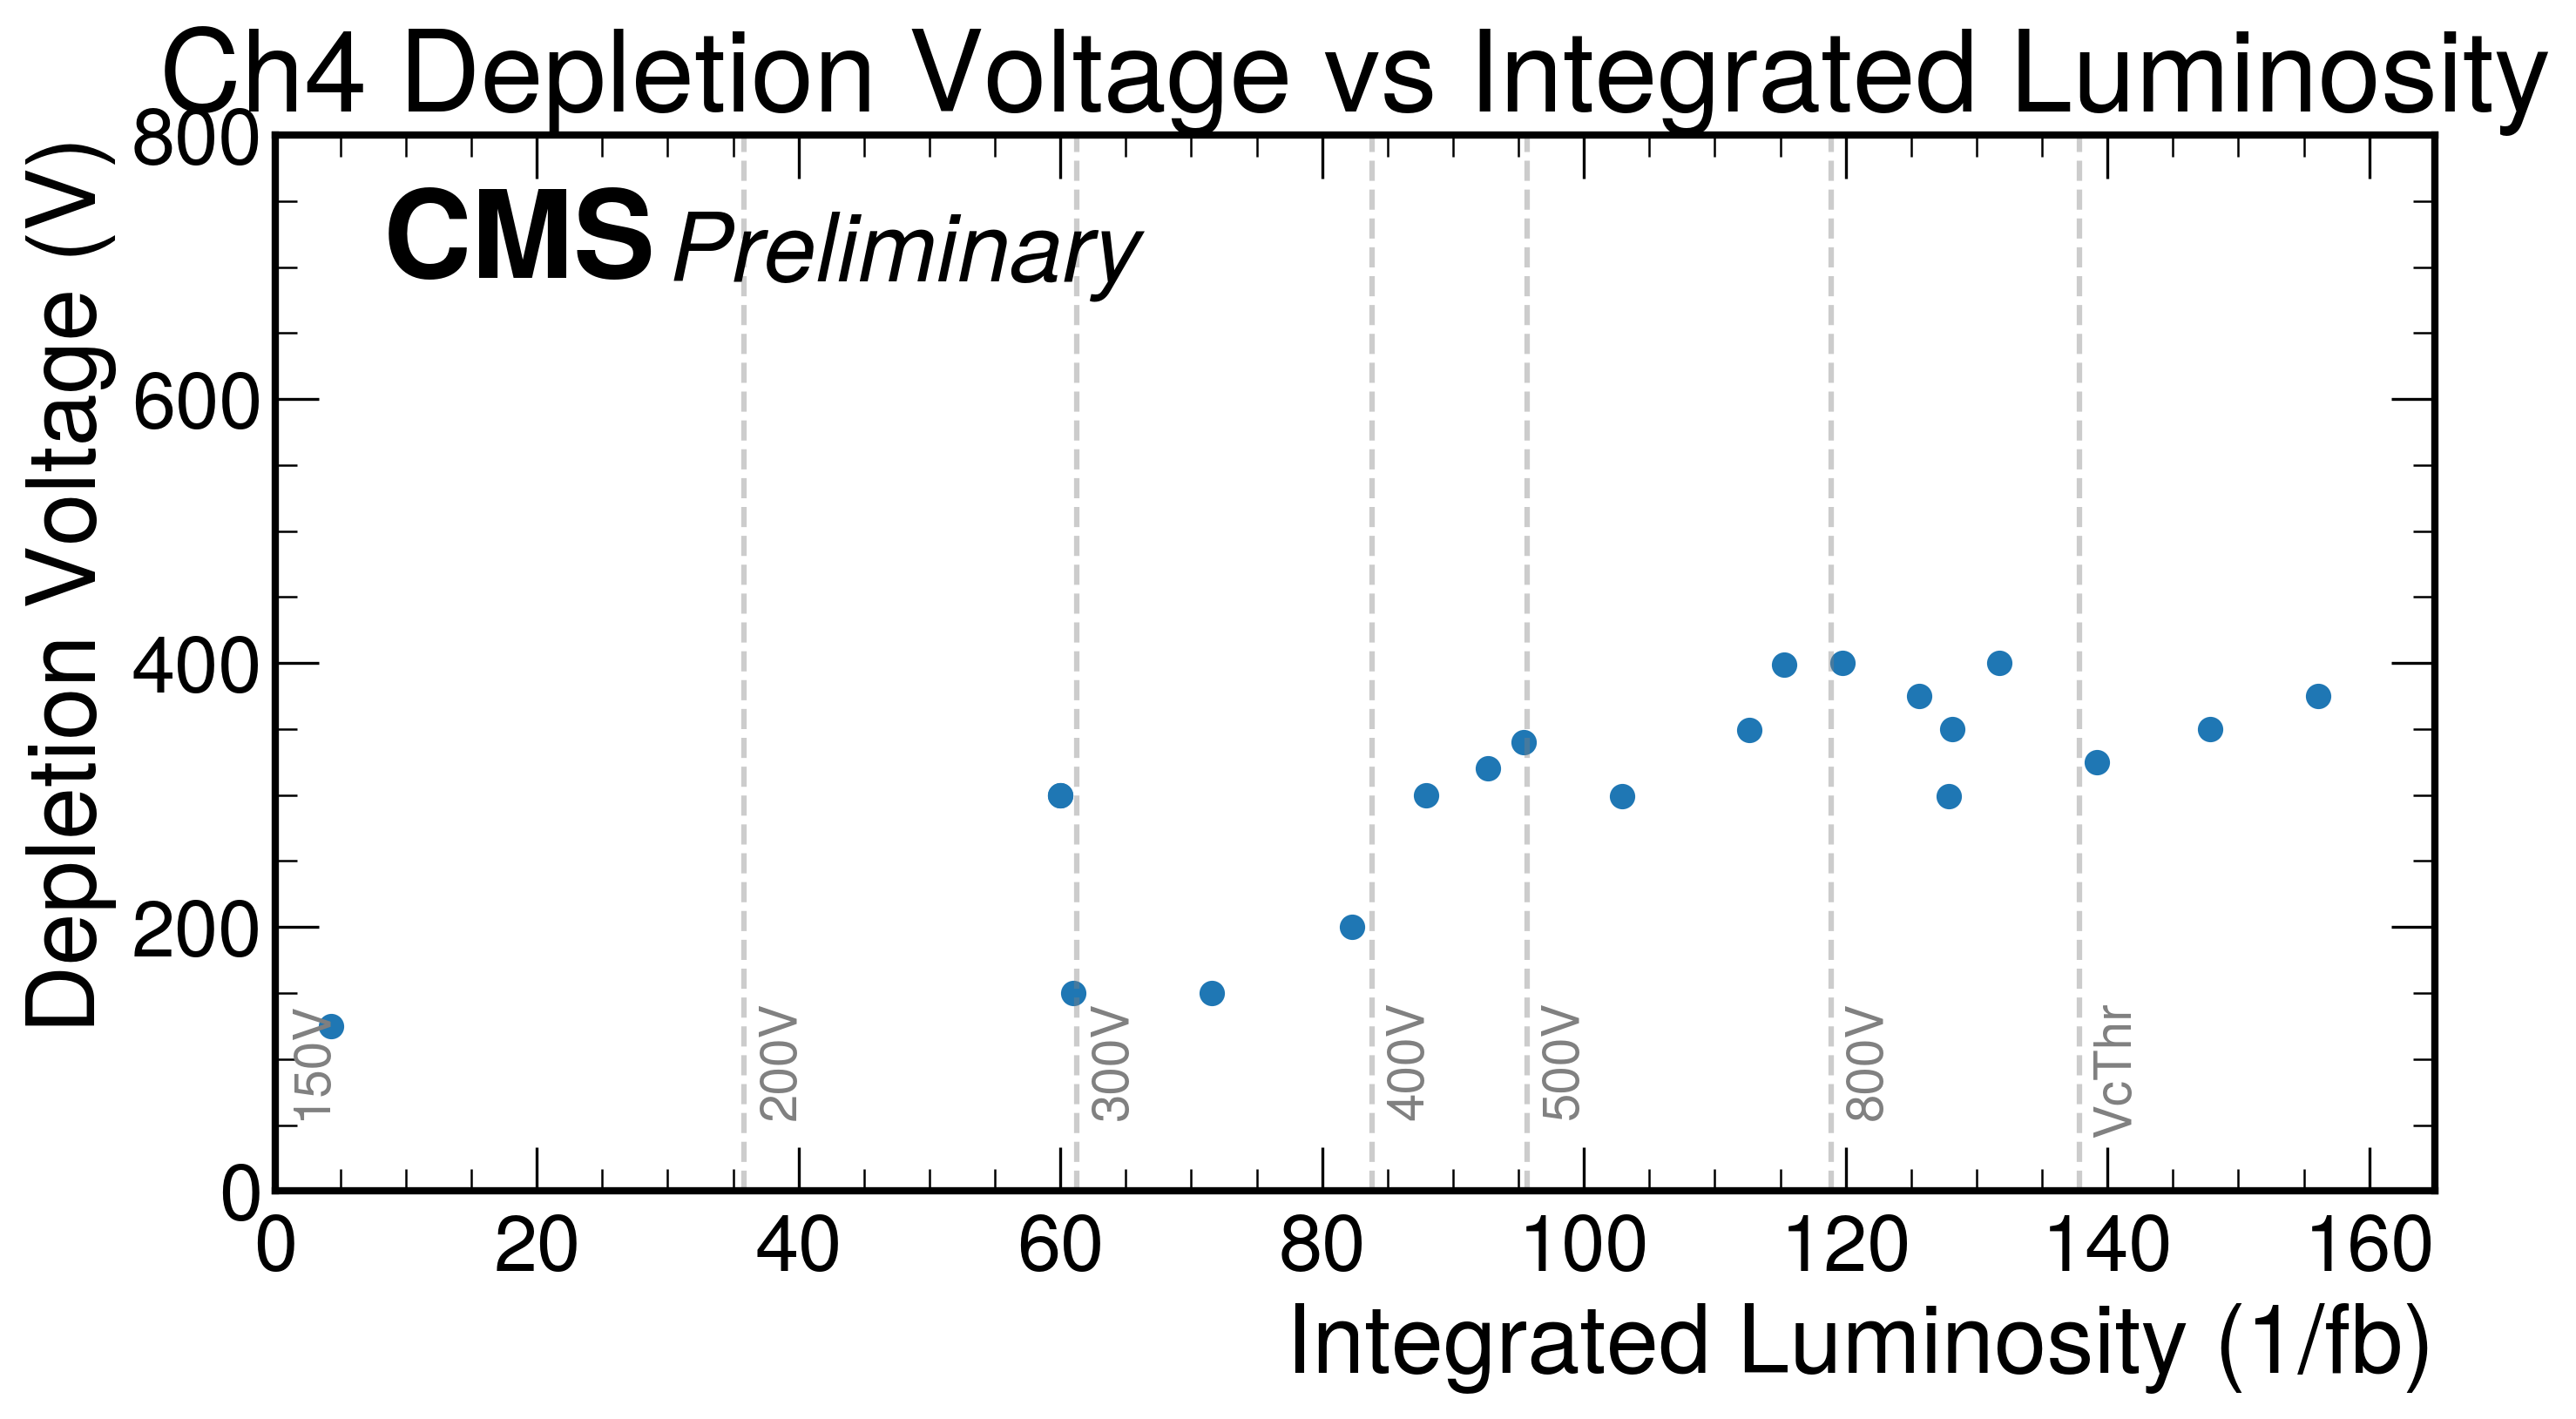 Ch4 Depletion Voltage vs Integrated Luminosity
CMS Preliminary
Depletion Voltage (V)
800
600
400
200
0
150V
200V
300V
400V
500V
800V
VcThr
0 20 40 60 80 100 120 140 160
Integrated Luminosity (1/fb)